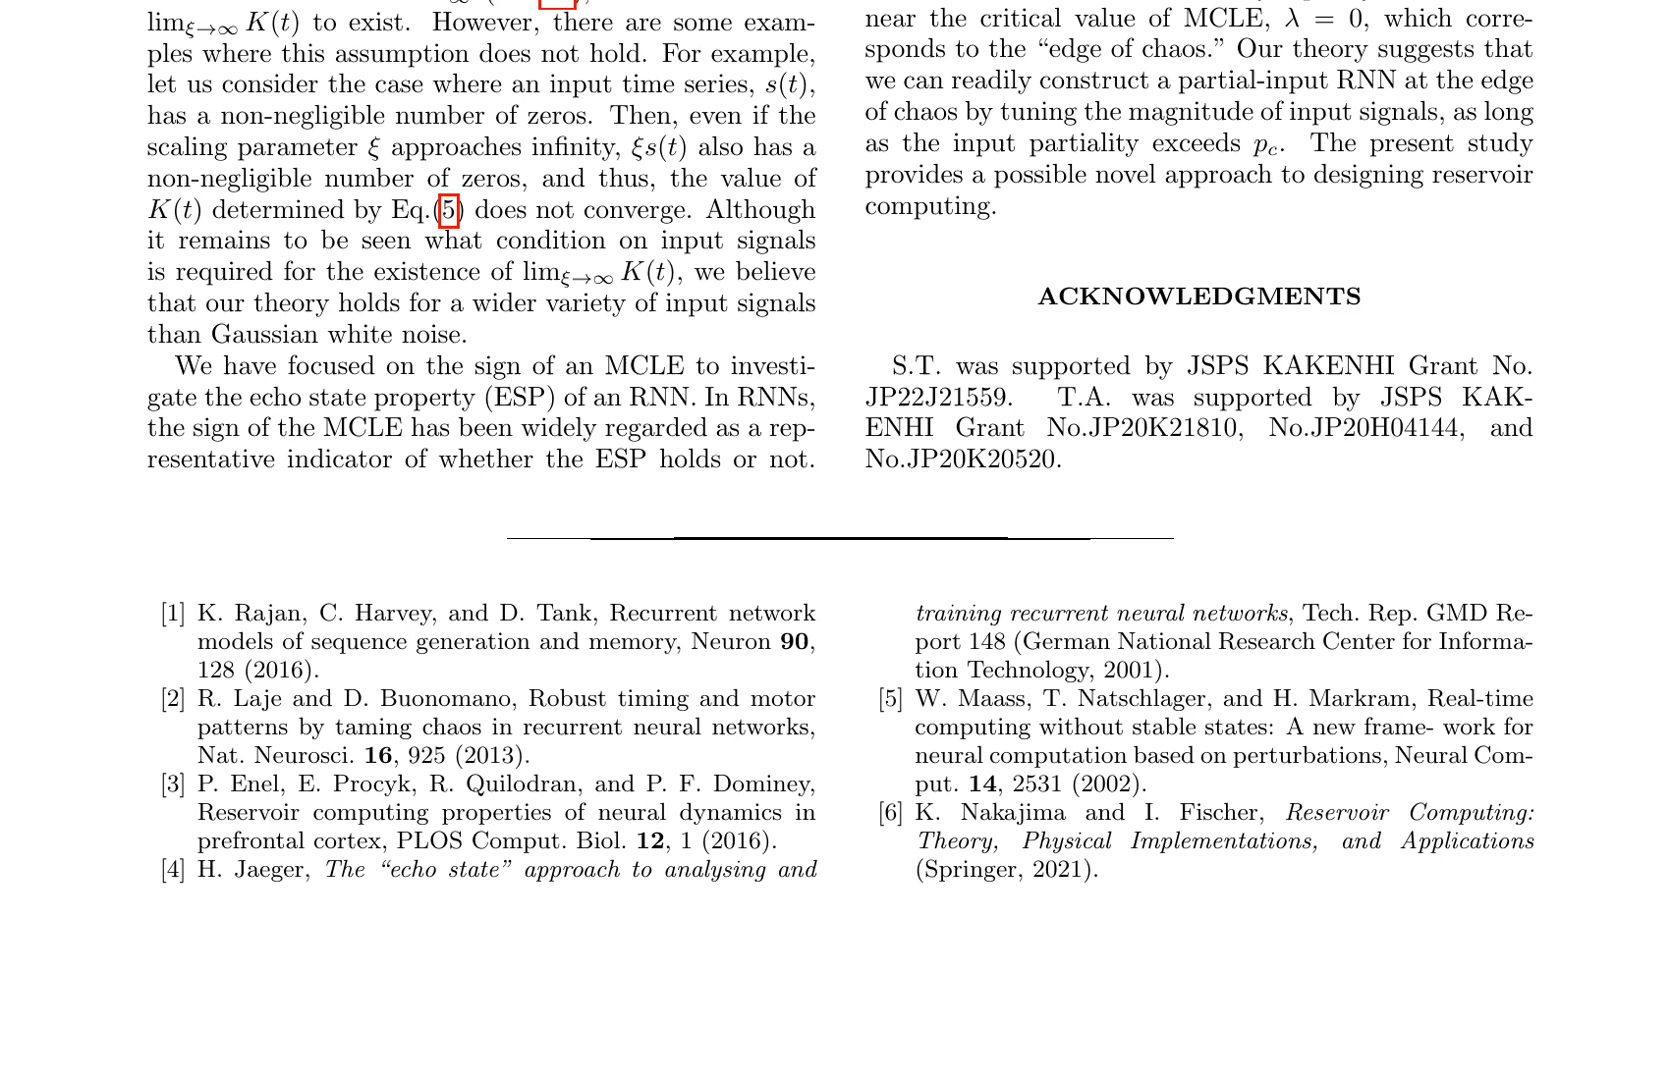 lim_{ξ→∞} K(t) to exist. However, there are some exam-
ples where this assumption does not hold. For example,
let us consider the case where an input time series, s(t),
has a non-negligible number of zeros. Then, even if the
scaling parameter ξ approaches infinity, ξs(t) also has a
non-negligible number of zeros, and thus, the value of
K(t) determined by Eq.(5) does not converge. Although
it remains to be seen what condition on input signals
is required for the existence of lim_{ξ→∞} K(t), we believe
that our theory holds for a wider variety of input signals
than Gaussian white noise.
We have focused on the sign of an MCLE to investi-
gate the echo state property (ESP) of an RNN. In RNNs,
the sign of the MCLE has been widely regarded as a rep-
resentative indicator of whether the ESP holds or not.
near the critical value of MCLE, λ = 0, which corre-
sponds to the “edge of chaos.” Our theory suggests that
we can readily construct a partial-input RNN at the edge
of chaos by tuning the magnitude of input signals, as long
as the input partiality exceeds p_c. The present study
provides a possible novel approach to designing reservoir
computing.
ACKNOWLEDGMENTS
S.T. was supported by JSPS KAKENHI Grant No.
JP22J21559. T.A. was supported by JSPS KAK-
ENHI Grant No.JP20K21810, No.JP20H04144, and
No.JP20K20520.
[1] K. Rajan, C. Harvey, and D. Tank, Recurrent network
models of sequence generation and memory, Neuron 90,
128 (2016).
[2] R. Laje and D. Buonomano, Robust timing and motor
patterns by taming chaos in recurrent neural networks,
Nat. Neurosci. 16, 925 (2013).
[3] P. Enel, E. Procyk, R. Quilodran, and P. F. Dominey,
Reservoir computing properties of neural dynamics in
prefrontal cortex, PLOS Comput. Biol. 12, 1 (2016).
[4] H. Jaeger, The “echo state” approach to analysing and
training recurrent neural networks, Tech. Rep. GMD Re-
port 148 (German National Research Center for Informa-
tion Technology, 2001).
[5] W. Maass, T. Natschlager, and H. Markram, Real-time
computing without stable states: A new frame- work for
neural computation based on perturbations, Neural Com-
put. 14, 2531 (2002).
[6] K. Nakajima and I. Fischer, Reservoir Computing:
Theory, Physical Implementations, and Applications
(Springer, 2021).